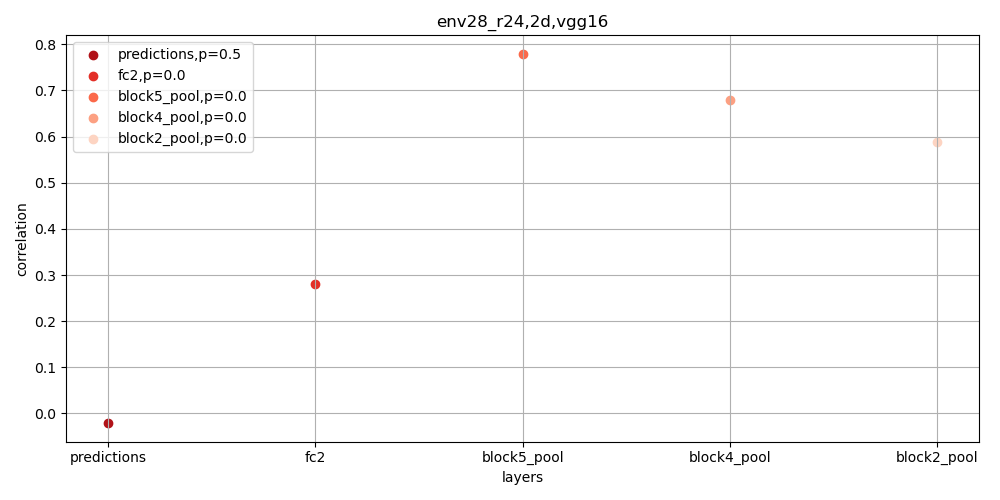 env28_r24,2d,vgg16
predictions,p=0.5
fc2,p=0.0
block5_pool,p=0.0
block4_pool,p=0.0
block2_pool,p=0.0
correlation
0.8
0.7
0.6
0.5
0.4
0.3
0.2
0.1
0.0
predictions fc2 block5_pool block4_pool block2_pool
layers